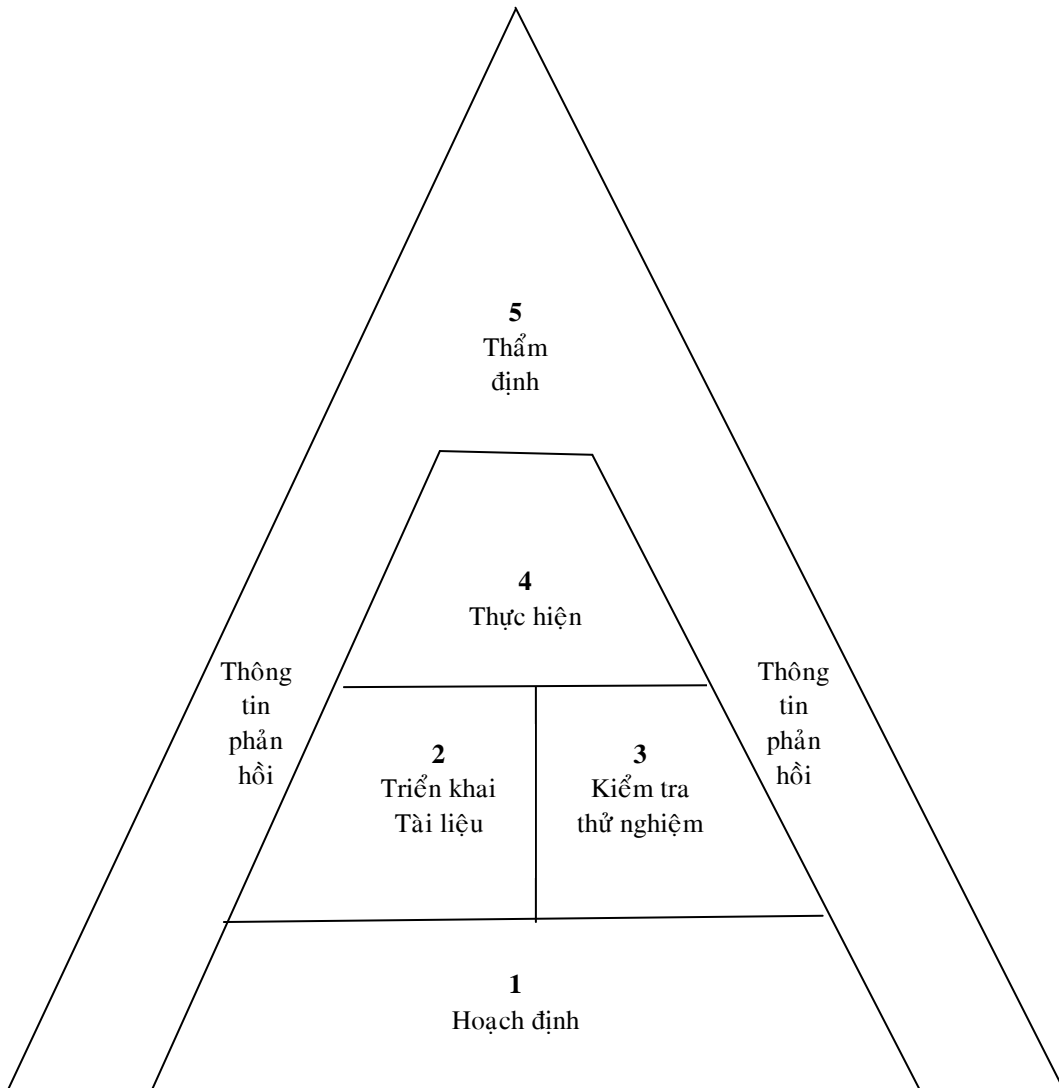 5
Thẩm
định
4
Thực hiện
Thông
tin
phản
hồi
Thông
tin
phản
hồi
2
Triển khai
Tài liệu
3
Kiểm tra
thử nghiệm
1
Hoạch định